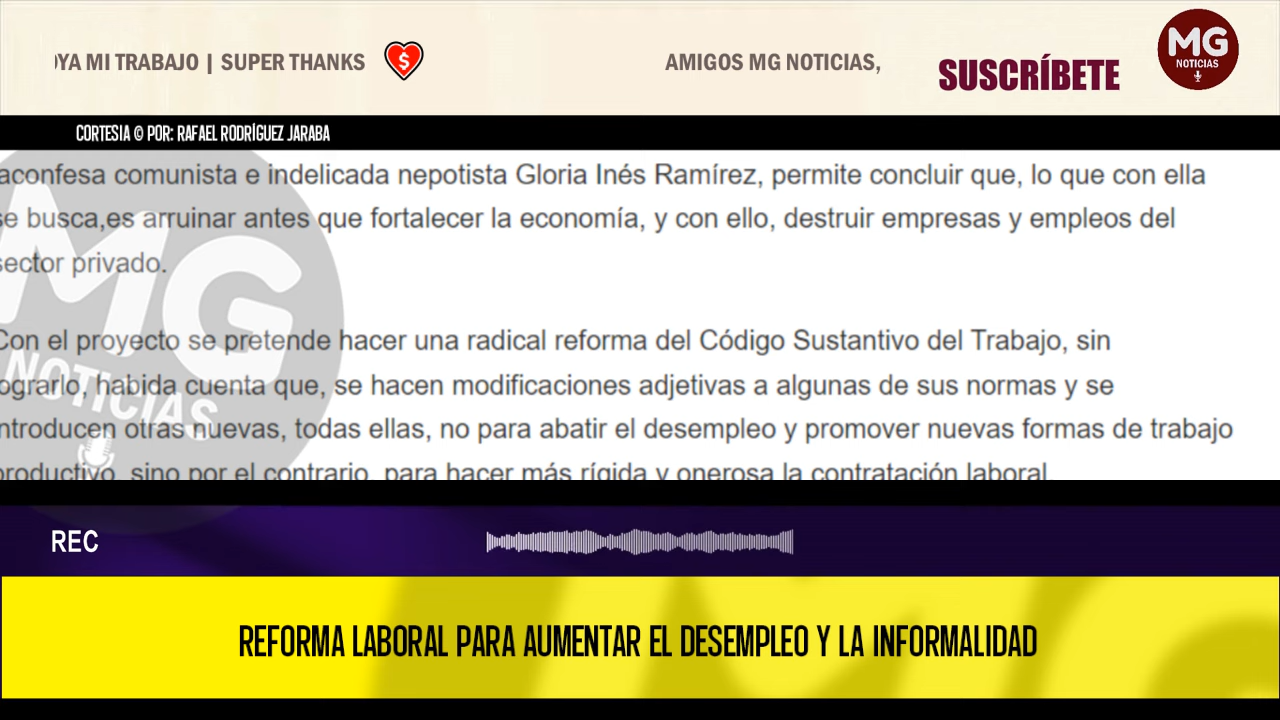 OYA MI TRABAJO | SUPER THANKS
$
AMIGOS MG NOTICIAS,
SUSCRÍBETE
MG
NOTICIAS
CORTESIA © POR: RAFAEL RODRÍGUEZ JARABA
aconfesa comunista e indelicada nepotista Gloria Inés Ramírez, permite concluir que, lo que con ella
se busca,es arruinar antes que fortalecer la economía, y con ello, destruir empresas y empleos del
sector privado.
Con el proyecto se pretende hacer una radical reforma del Código Sustantivo del Trabajo, sin
lograrlo, habida cuenta que, se hacen modificaciones adjetivas a algunas de sus normas y se
introducen otras nuevas, todas ellas, no para abatir el desempleo y promover nuevas formas de trabajo
productivo, sino por el contrario, para hacer más rígida y onerosa la contratación laboral.
MG
NOTICIAS
REC
REFORMA LABORAL PARA AUMENTAR EL DESEMPLEO Y LA INFORMALIDAD